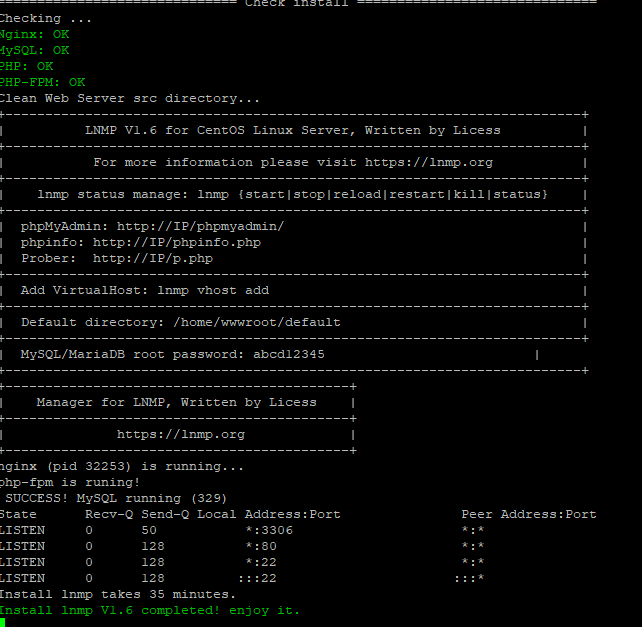 ============================== Check install ==============================
Checking ...
Nginx: OK
MySQL: OK
PHP: OK
PHP-FPM: OK
Clean Web Server src directory...
+------------------------------------------------------------------------+
|          LNMP V1.6 for CentOS Linux Server, Written by Licess          |
+------------------------------------------------------------------------+
|           For more information please visit https://lnmp.org           |
+------------------------------------------------------------------------+
|    lnmp status manage: lnmp {start|stop|reload|restart|kill|status}    |
+------------------------------------------------------------------------+
|  phpMyAdmin: http://IP/phpmyadmin/                                     |
|  phpinfo: http://IP/phpinfo.php                                        |
|  Prober:  http://IP/p.php                                              |
+------------------------------------------------------------------------+
|  Add VirtualHost: lnmp vhost add                                       |
+------------------------------------------------------------------------+
|  Default directory: /home/wwwroot/default                              |
+------------------------------------------------------------------------+
|  MySQL/MariaDB root password: abcd12345                          |
+------------------------------------------------------------------------+
+-------------------------------------------+
|    Manager for LNMP, Written by Licess    |
+-------------------------------------------+
|              https://lnmp.org             |
+-------------------------------------------+
nginx (pid 32253) is running...
php-fpm is runing!
 SUCCESS! MySQL running (329)
State      Recv-Q Send-Q Local Address:Port               Peer Address:Port
LISTEN     0      50           *:3306                     *:*
LISTEN     0      128          *:80                       *:*
LISTEN     0      128          *:22                       *:*
LISTEN     0      128         :::22                      :::*
Install lnmp takes 35 minutes.
Install lnmp V1.6 completed! enjoy it.